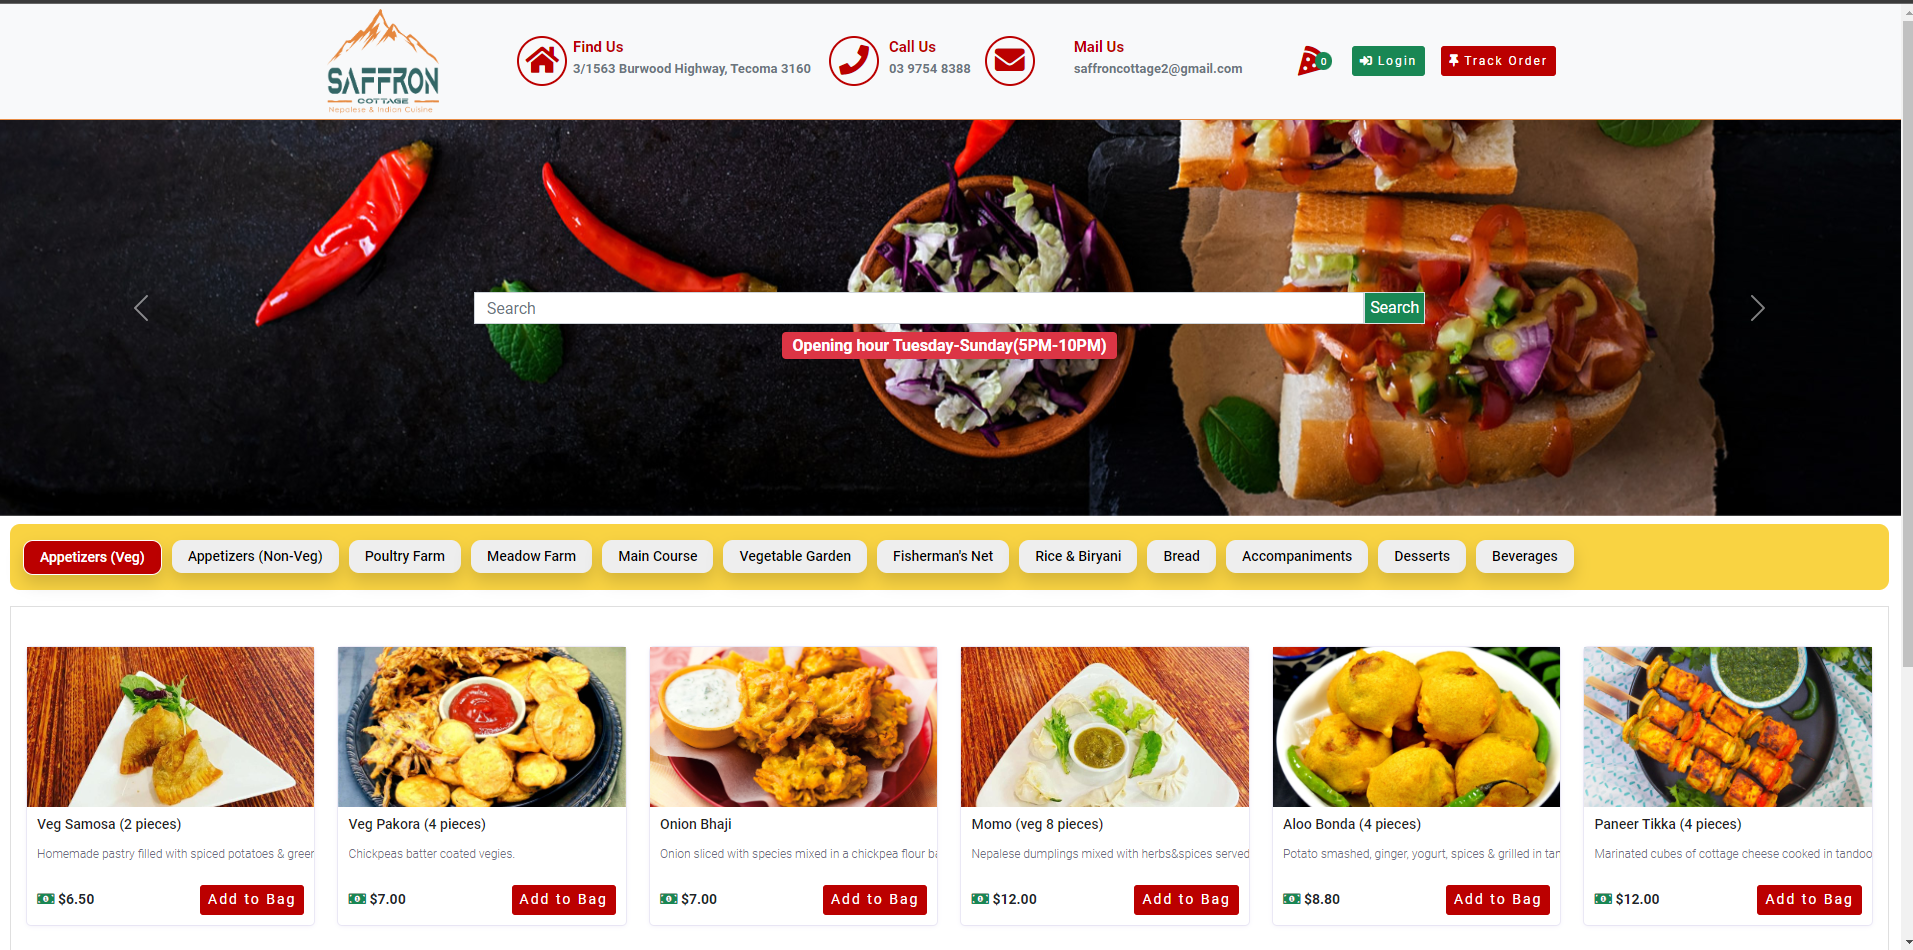 SAFFRON
COTTAGE
Nepalese & Indian Cuisine
Find Us
3/1563 Burwood Highway, Tecoma 3160
Call Us
03 9754 8388
Mail Us
saffroncottage2@gmail.com
0
Login
Track Order
Search
Search
Opening hour Tuesday-Sunday(5PM-10PM)
Appetizers (Veg)
Appetizers (Non-Veg)
Poultry Farm
Meadow Farm
Main Course
Vegetable Garden
Fisherman's Net
Rice & Biryani
Bread
Accompaniments
Desserts
Beverages
Veg Samosa (2 pieces)
Homemade pastry filled with spiced potatoes & green
$6.50
Add to Bag
Veg Pakora (4 pieces)
Chickpeas batter coated vegies.
$7.00
Add to Bag
Onion Bhaji
Onion sliced with species mixed in a chickpea flour ba
$7.00
Add to Bag
Momo (veg 8 pieces)
Nepalese dumplings mixed with herbs&spices served
$12.00
Add to Bag
Aloo Bonda (4 pieces)
Potato smashed, ginger, yogurt, spices & grilled in tan
$8.80
Add to Bag
Paneer Tikka (4 pieces)
Marinated cubes of cottage cheese cooked in tandoo
$12.00
Add to Bag